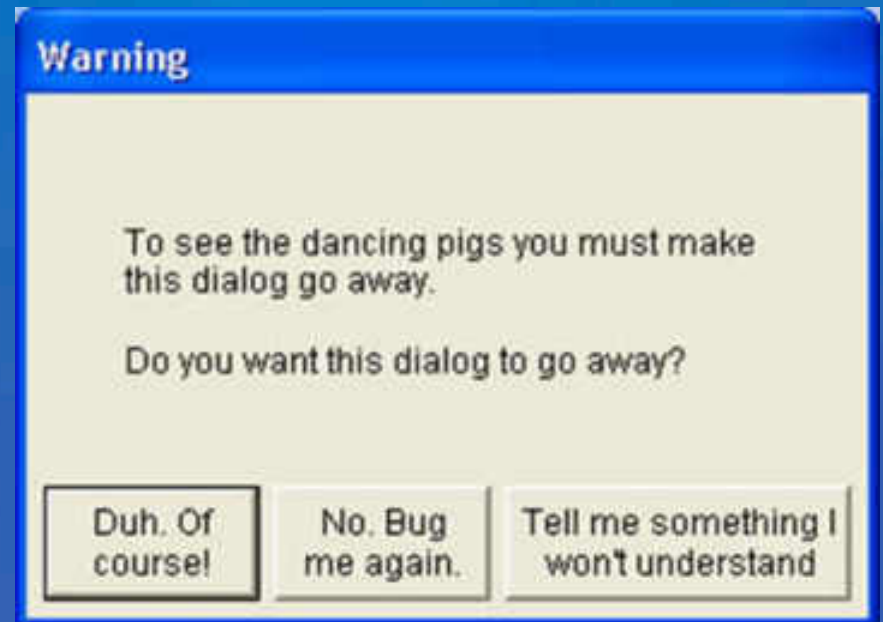 Warning
To see the dancing pigs you must make
this dialog go away.
Do you want this dialog to go away?
Duh. Of
course!
No. Bug
me again.
Tell me something I
won't understand